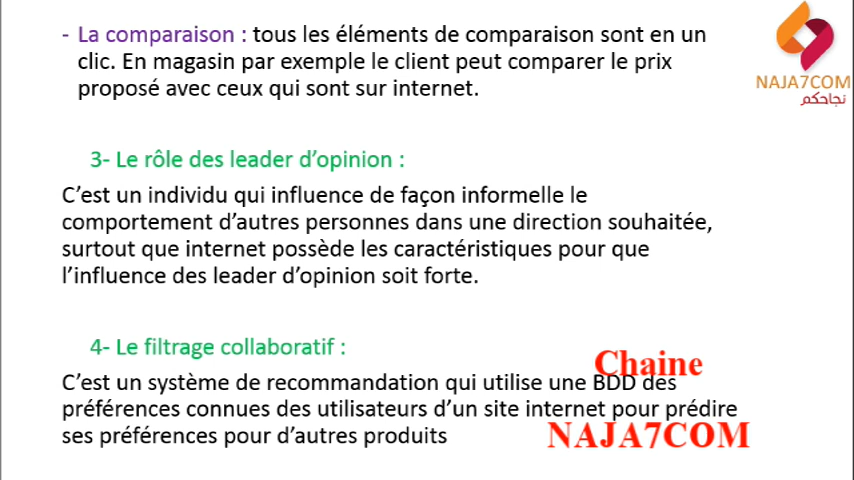 - La comparaison : tous les éléments de comparaison sont en un
clic. En magasin par exemple le client peut comparer le prix
proposé avec ceux qui sont sur internet.
NAJA7COM
نجاحكم
3- Le rôle des leader d'opinion :
C'est un individu qui influence de façon informelle le
comportement d'autres personnes dans une direction souhaitée,
surtout que internet possède les caractéristiques pour que
l'influence des leader d'opinion soit forte.
4- Le filtrage collaboratif :
Chaine
C'est un système de recommandation qui utilise une BDD des
préférences connues des utilisateurs d'un site internet pour prédire
ses préférences pour d'autres produits
NAJA7COM